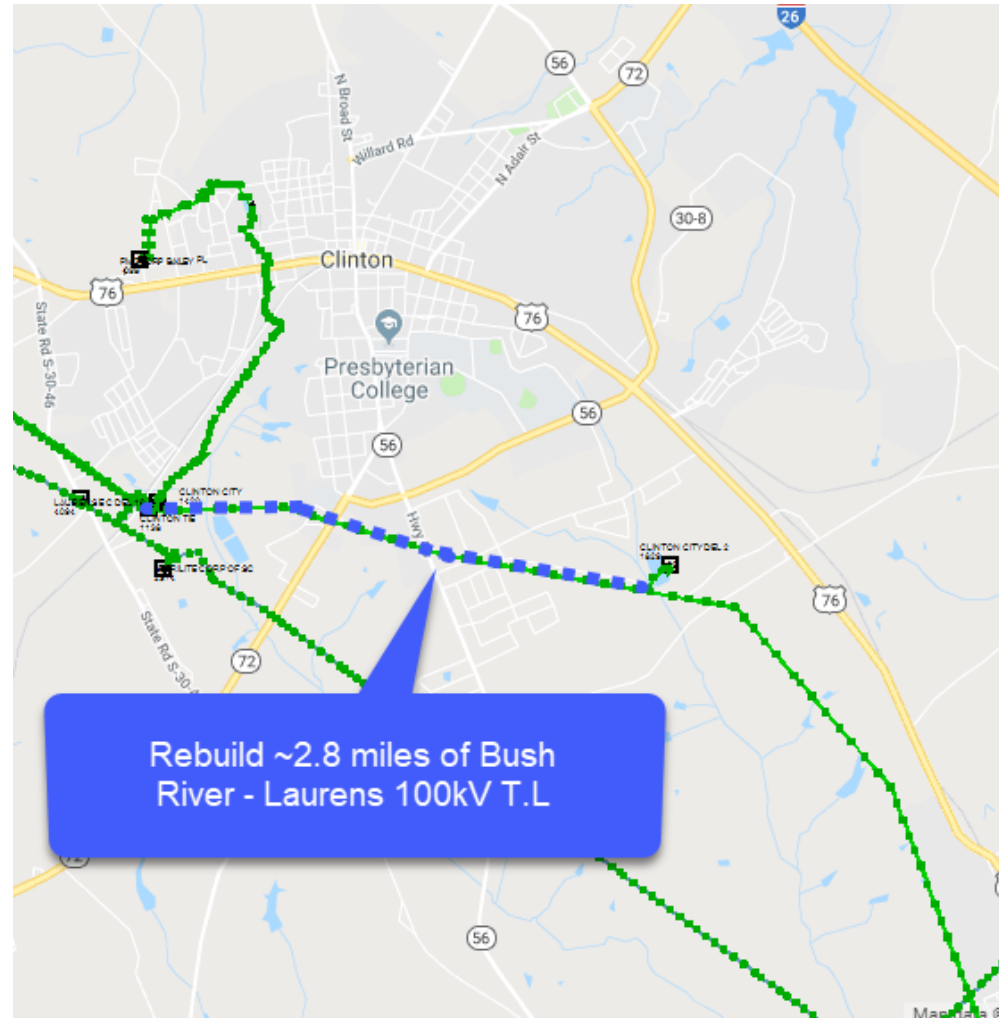 26
56
72
N Broad St
Willard Rd
N Adair St
30-8
Clinton
76
76
State Rd S-30-46
Presbyterian
College
56
56
CLINTON CITY
CLINTON TIE
Hwy
CLINTON CITY DEL 2
76
State Rd S-30-4
72
Rebuild ~2.8 miles of Bush
River - Laurens 100kV T.L
72
56